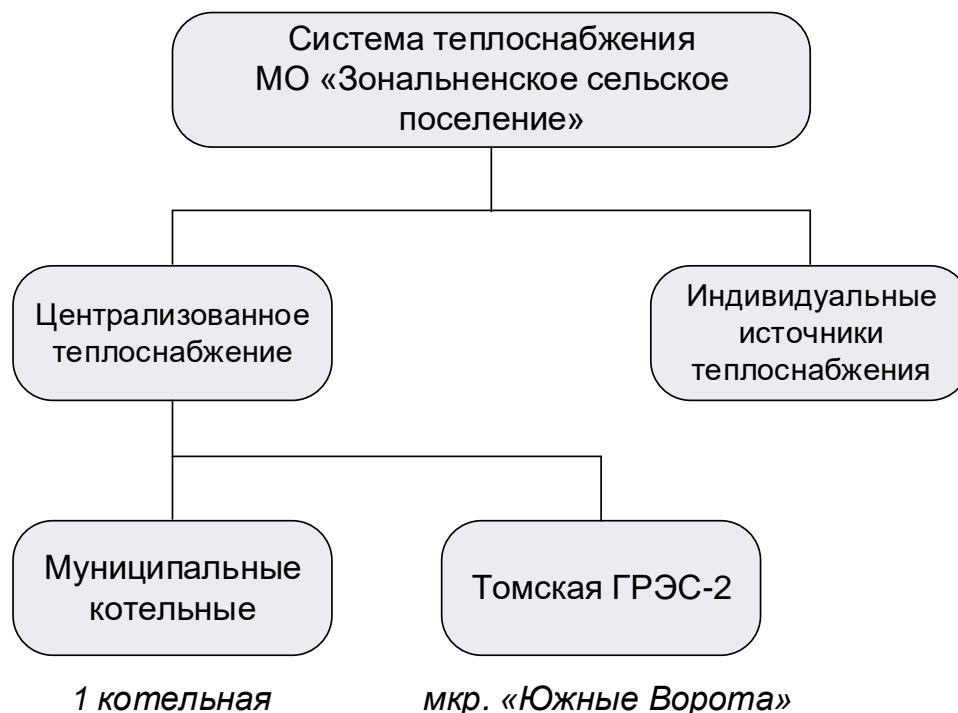 Система теплоснабжения
МО «Зональненское сельское
поселение»
Централизованное
теплоснабжение
Индивидуальные
источники
теплоснабжения
Муниципальные
котельные
Томская ГРЭС-2
1 котельная
мкр. «Южные Ворота»